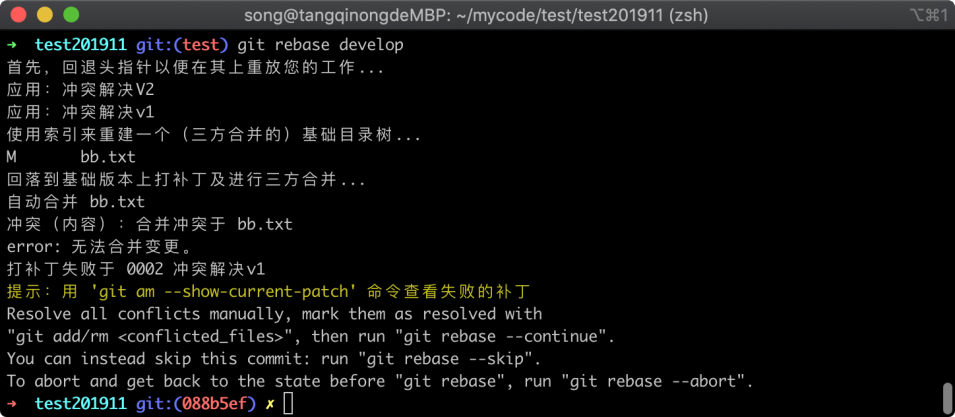 song@tangqinongdeMBP: ~/mycode/test/test201911 (zsh) ⌥⌘1
➜ test201911 git:(test) git rebase develop
首先，回退头指针以便在其上重放您的工作...
应用：冲突解决V2
应用：冲突解决v1
使用索引来重建一个（三方合并的）基础目录树...
M bb.txt
回落到基础版本上打补丁及进行三方合并...
自动合并 bb.txt
冲突（内容）：合并冲突于 bb.txt
error: 无法合并变更。
打补丁失败于 0002 冲突解决v1
提示：用 'git am --show-current-patch' 命令查看失败的补丁
Resolve all conflicts manually, mark them as resolved with
"git add/rm <conflicted_files>", then run "git rebase --continue".
You can instead skip this commit: run "git rebase --skip".
To abort and get back to the state before "git rebase", run "git rebase --abort".
➜ test201911 git:(088b5ef) ✗